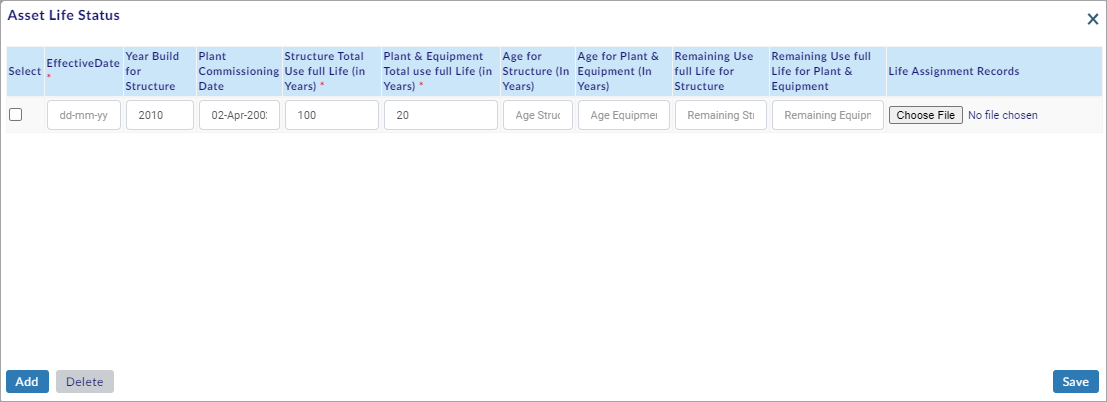 Asset Life Status
X
Select
EffectiveDate
*
Year Build
for
Structure
Plant
Commissioning
Date
Structure Total
Use full Life (in
Years) *
Plant & Equipment
Total use full Life (in
Years) *
Age for
Structure (In
Years)
Age for Plant &
Equipment (In
Years)
Remaining Use
full Life for
Structure
Remaining Use full
Life for Plant &
Equipment
Life Assignment Records
dd-mm-yy
2010
02-Apr-200
100
20
Age Struc
Age Equipmer
Remaining St
Remaining Equipn
Choose File No file chosen
Add Delete Save